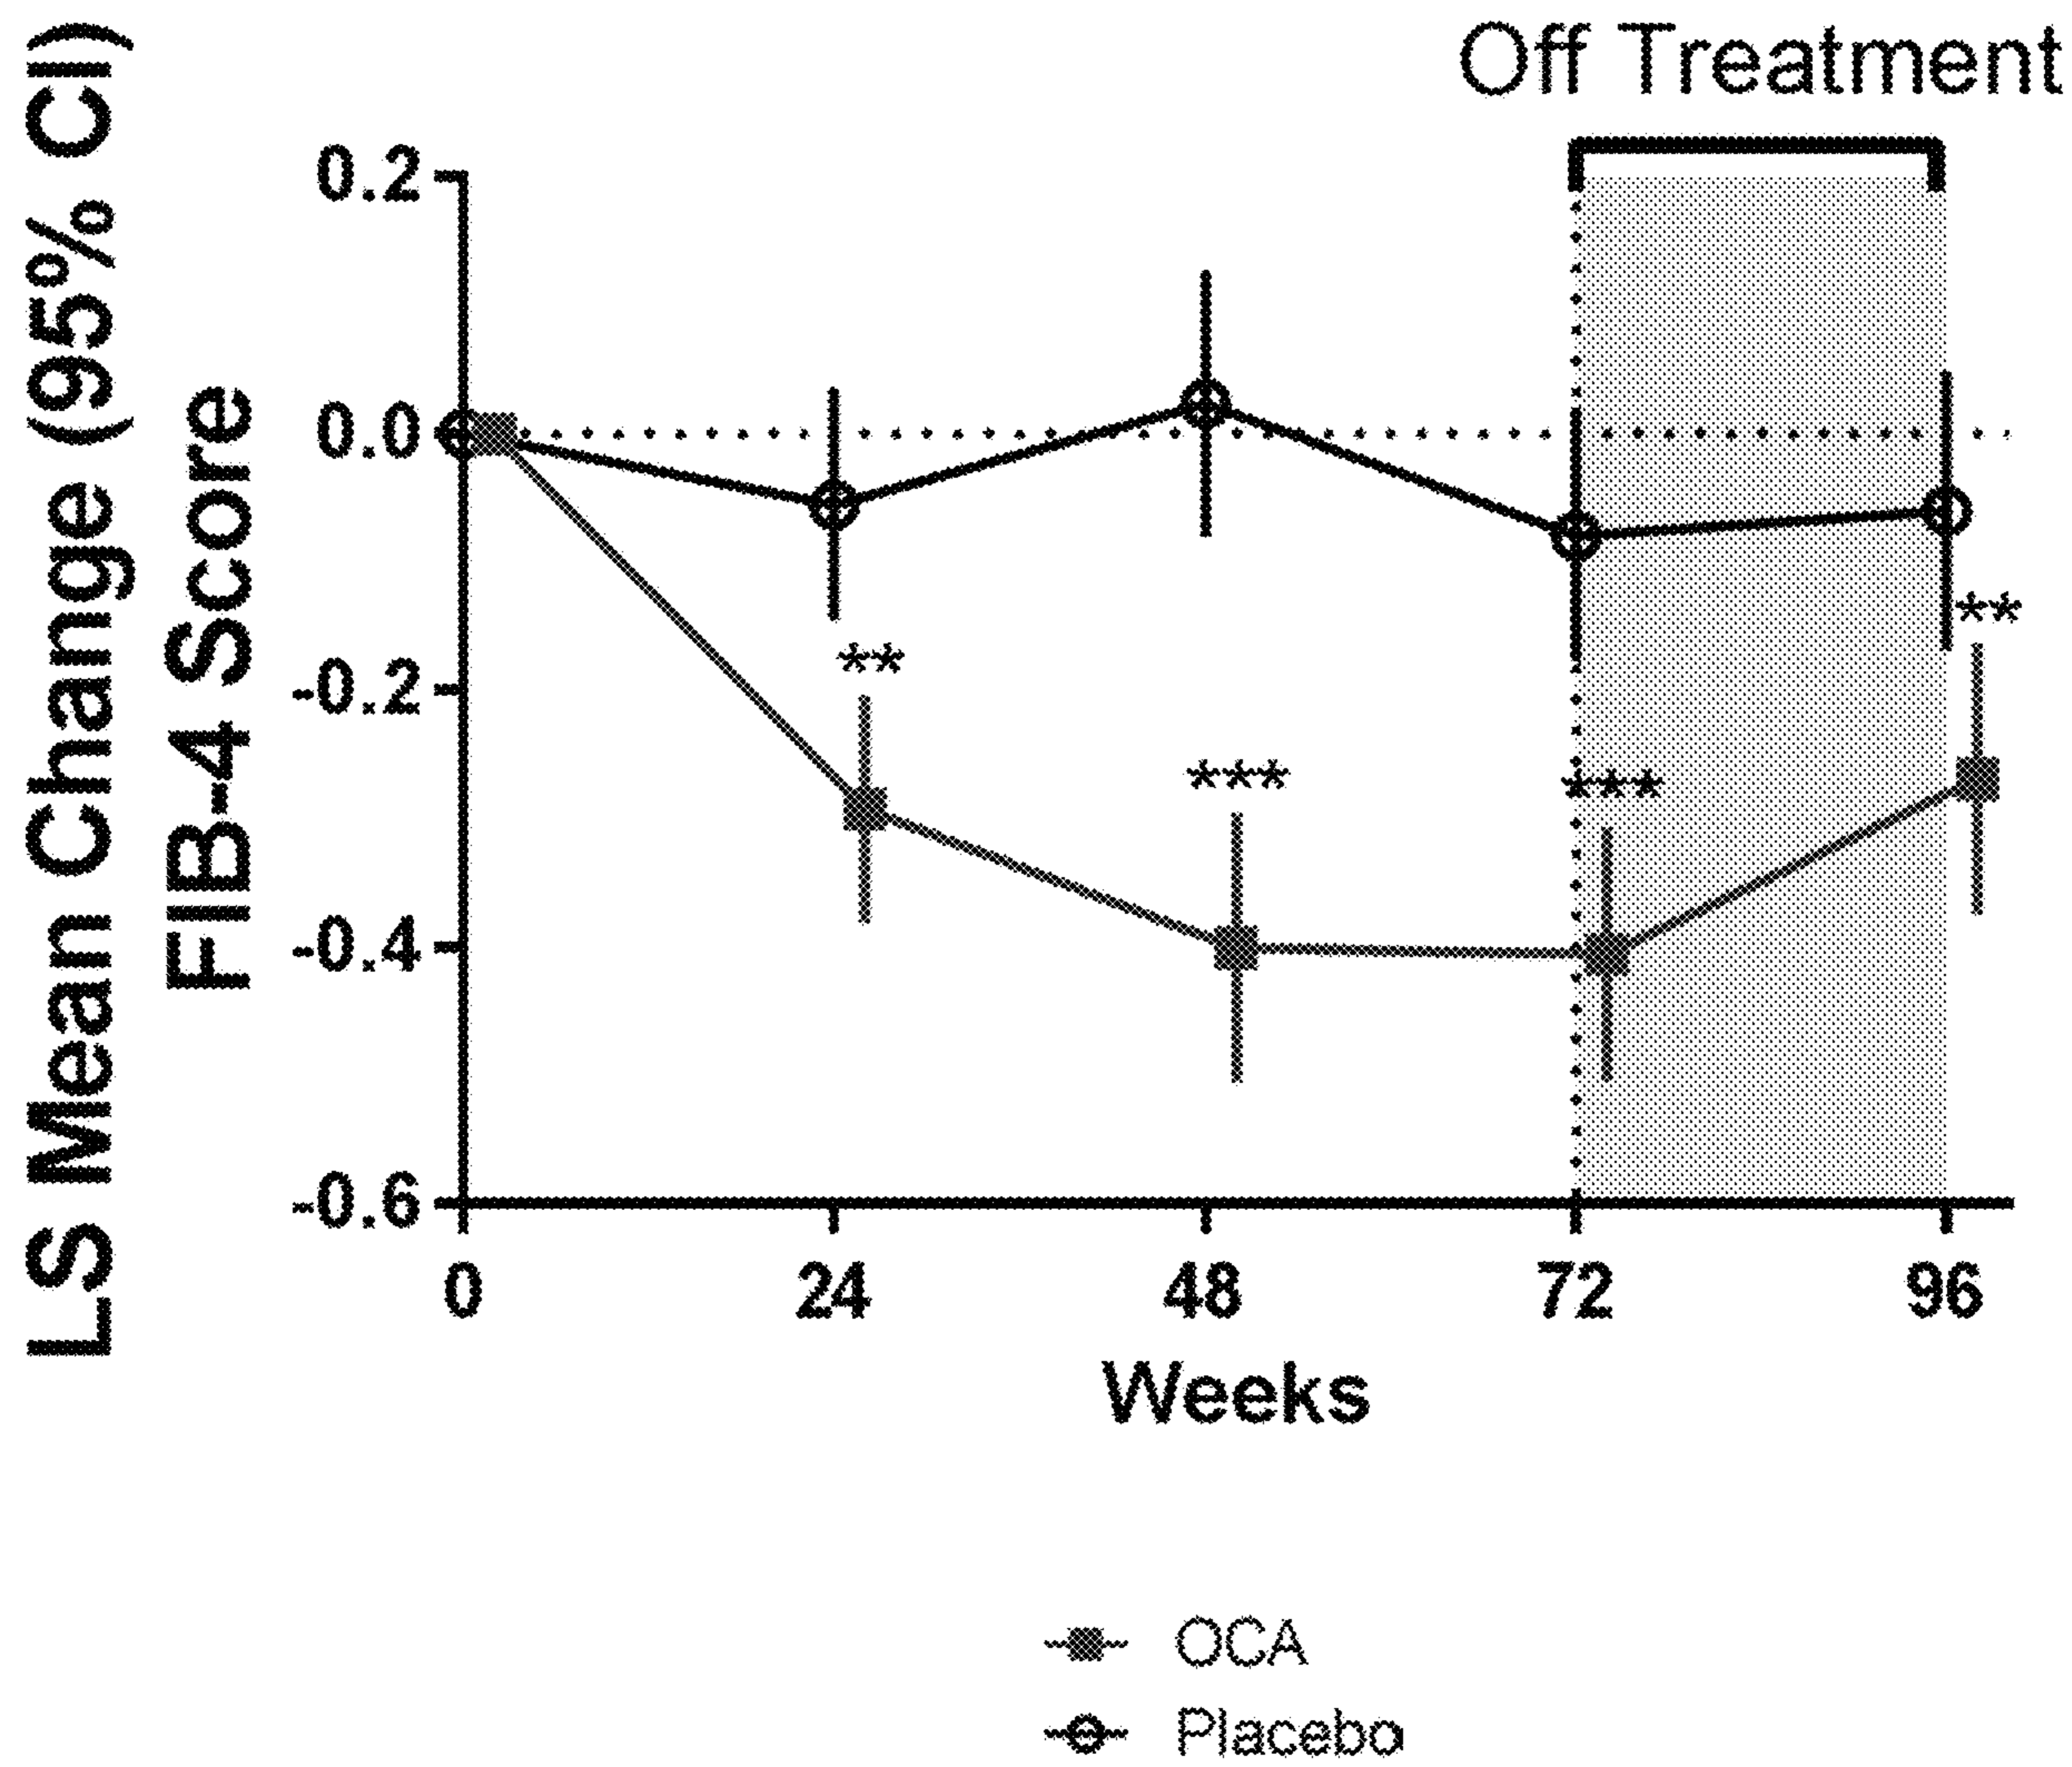 Off Treatment
LS Mean Change (95% CI)
FIB-4 Score
0.2
0.0
-0.2
-0.4
-0.6
**
***
***
**
0 24 48 72 96
Weeks
OCA
Placebo